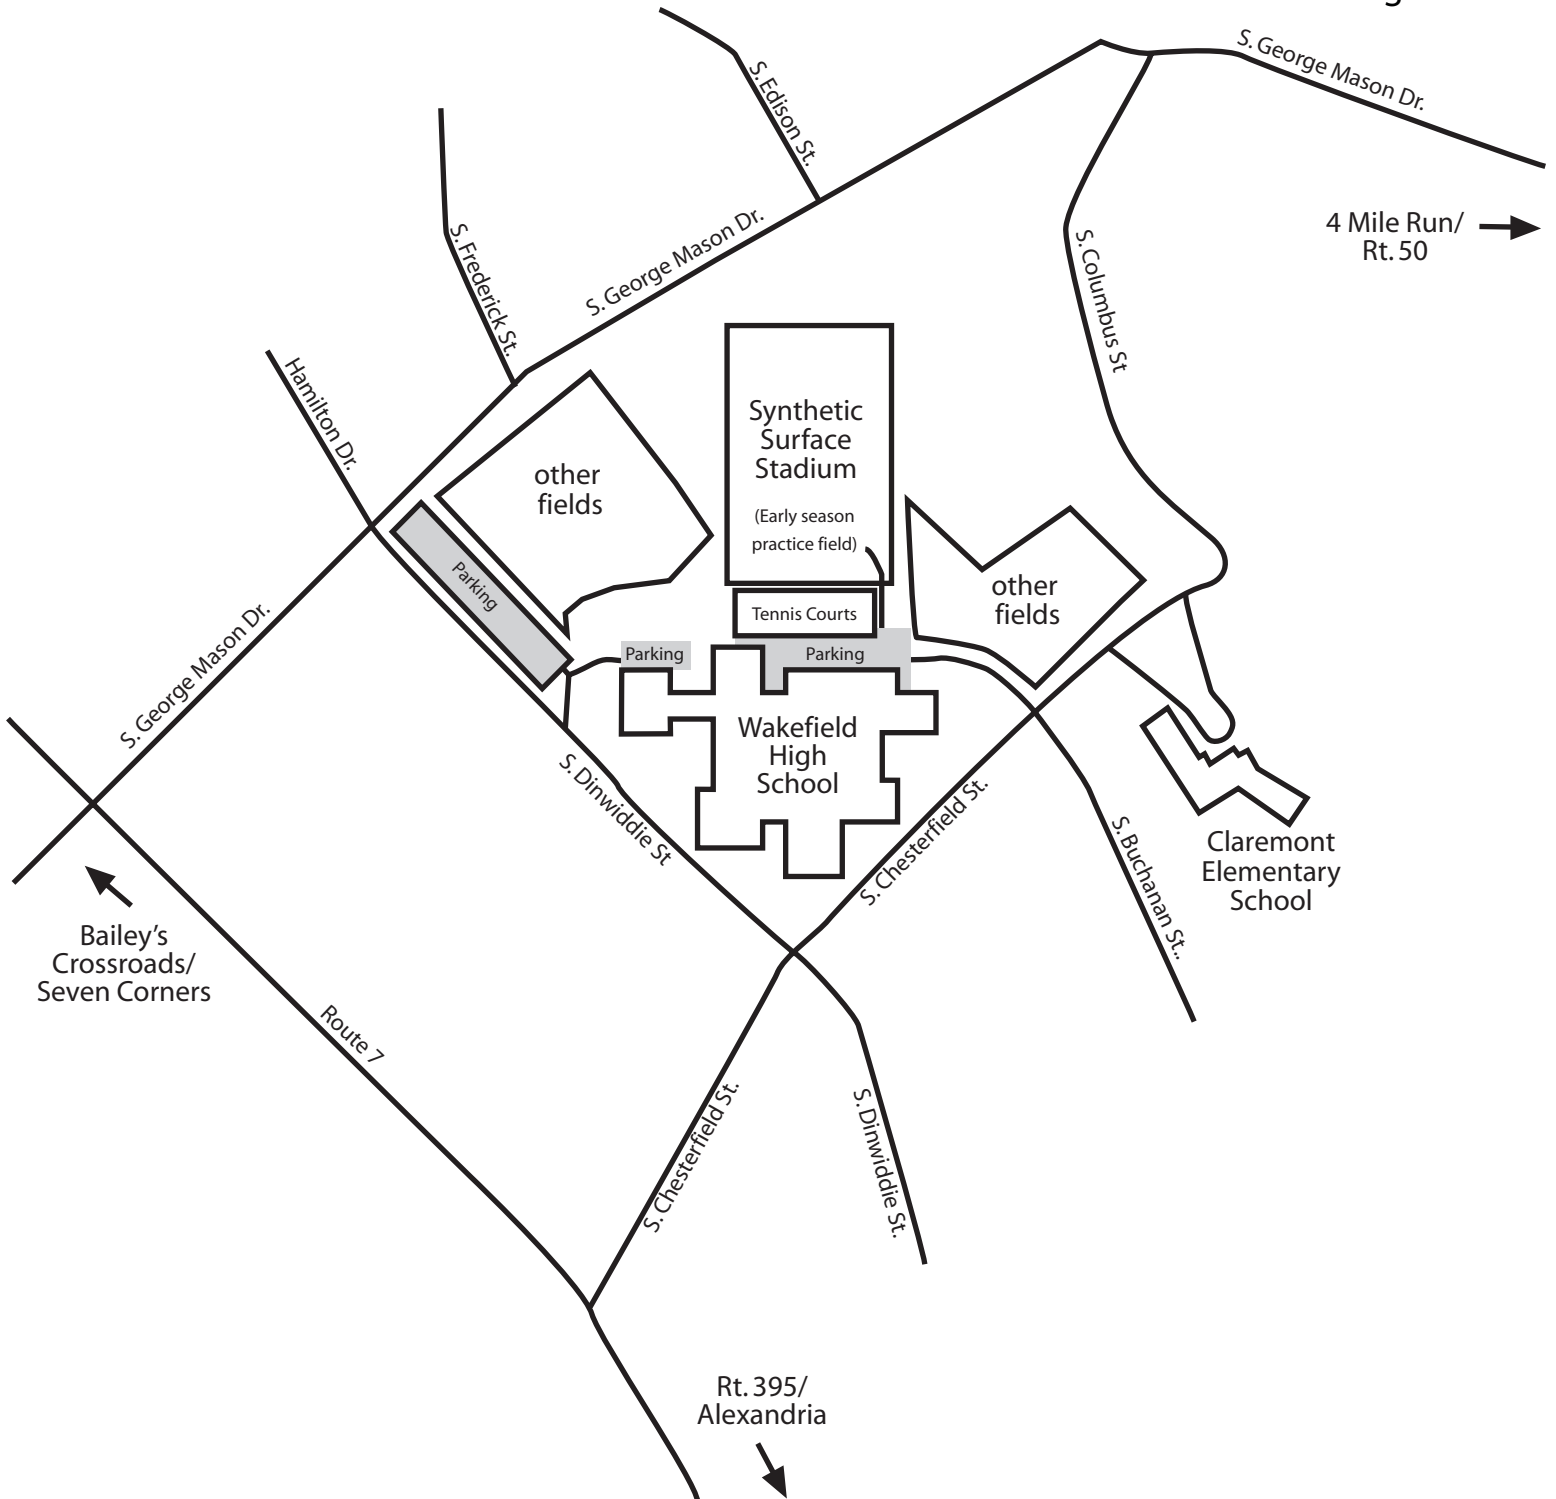 g
S. George Mason Dr.
S. Edison St.
S. George Mason Dr.
4 Mile Run/
Rt. 50
S. Frederick St.
S. Columbus St
Hamilton Dr.
Synthetic
Surface
Stadium
(Early season
practice field)
other
fields
Parking
other
fields
Tennis Courts
Parking
Parking
S. George Mason Dr.
Wakefield
High
School
S. Dinwiddie St
S. Chesterfield St.
S. Buchanan St..
Claremont
Elementary
School
Bailey's
Crossroads/
Seven Corners
Route 7
S. Chesterfield St.
S. Dinwiddie St.
Rt. 395/
Alexandria